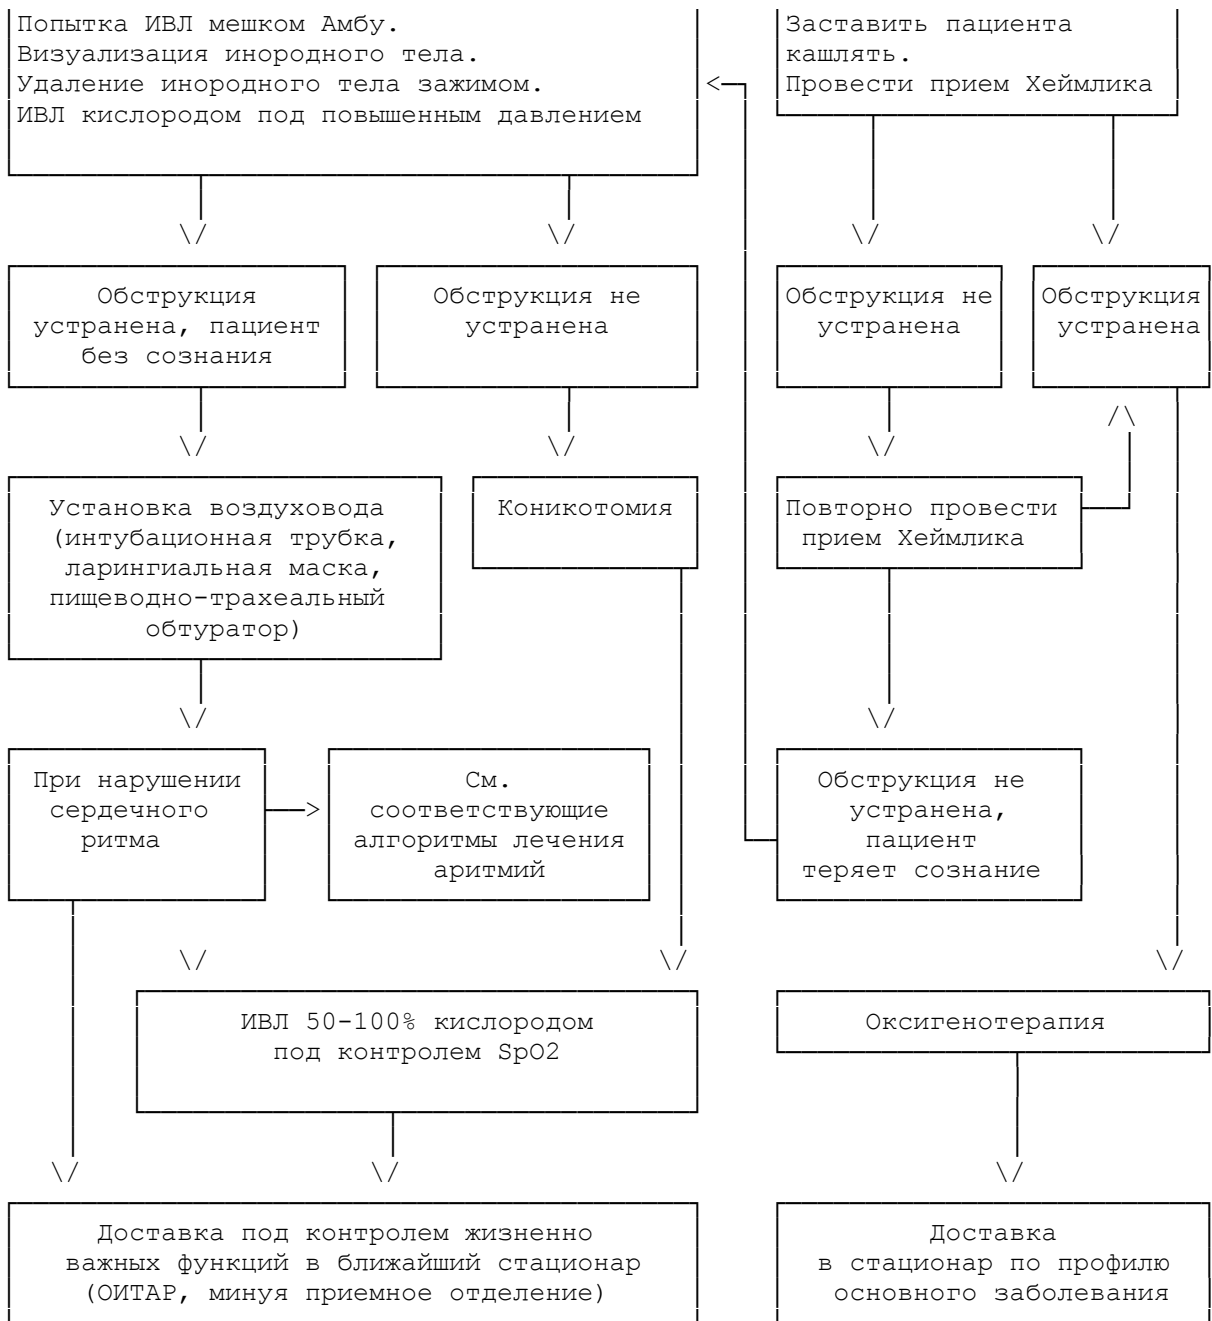 Попытка ИВЛ мешком Амбу.
Визуализация инородного тела.
Удаление инородного тела зажимом.
ИВЛ кислородом под повышенным давлением
Заставить пациента
кашлять.
Провести прием Хеймлика
Обструкция
устранена, пациент
без сознания
Обструкция не
устранена
Обструкция не
устранена
Обструкция
устранена
Установка воздуховода
(интубационная трубка,
ларингиальная маска,
пищеводно-трахеальный
обтуратор)
Коникотомия
Повторно провести
прием Хеймлика
При нарушении
сердечного
ритма
См.
соответствующие
алгоритмы лечения
аритмий
Обструкция не
устранена,
пациент
теряет сознание
ИВЛ 50-100% кислородом
под контролем SpO2
Оксигенотерапия
Доставка под контролем жизненно
важных функций в ближайший стационар
(ОИТАР, минуя приемное отделение)
Доставка
в стационар по профилю
основного заболевания